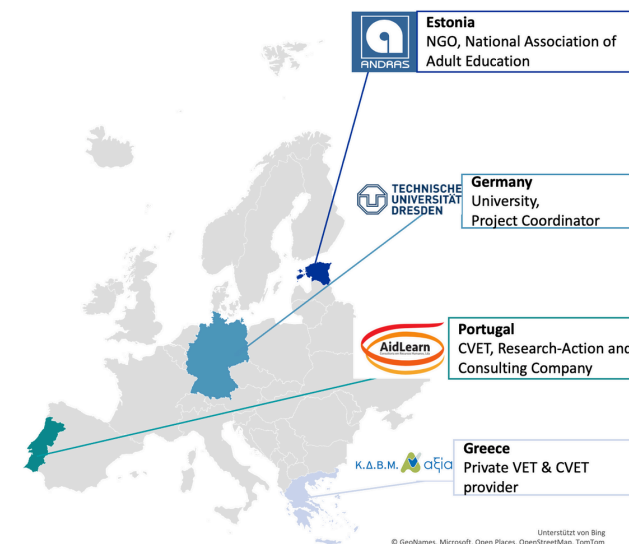 Estonia
NGO, National Association of
Adult Education
ANDRAS
TECHNISCHE
UNIVERSITÄT
DRESDEN
Germany
University,
Project Coordinator
AidLearn
Portugal
CVET, Research-Action and
Consulting Company
Κ.Δ.Β.Μ. αξία
Greece
Private VET & CVET
provider
Unterstützt von Bing
© GeoNames, Microsoft, Open Places, OpenStreetMap, TomTom